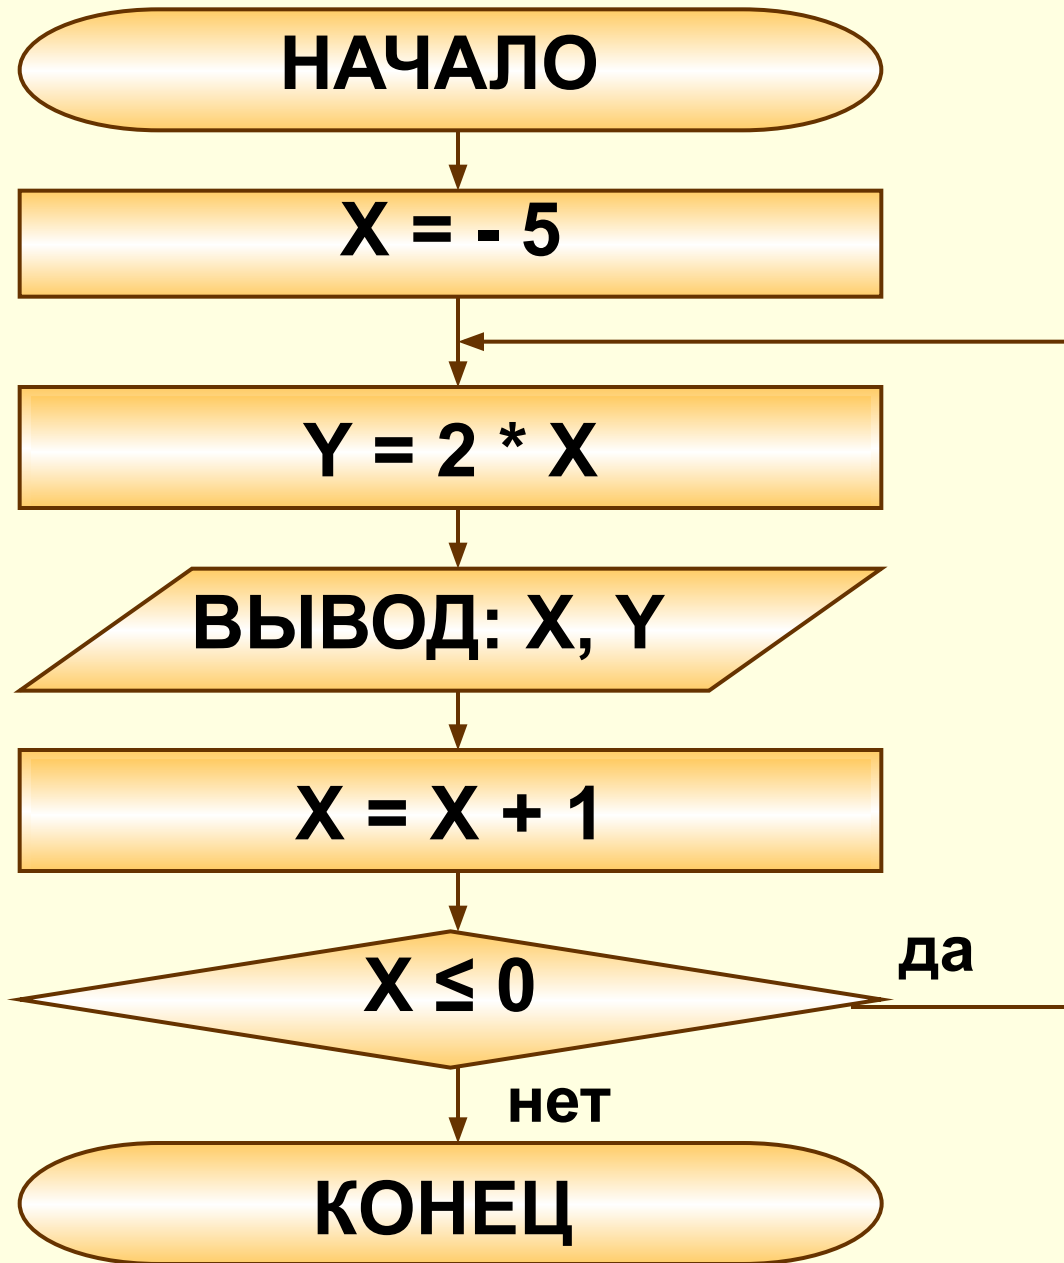 НАЧАЛО
X = - 5
Y = 2 * X
ВЫВОД: X, Y
X = X + 1
X ≤ 0
да
нет
КОНЕЦ